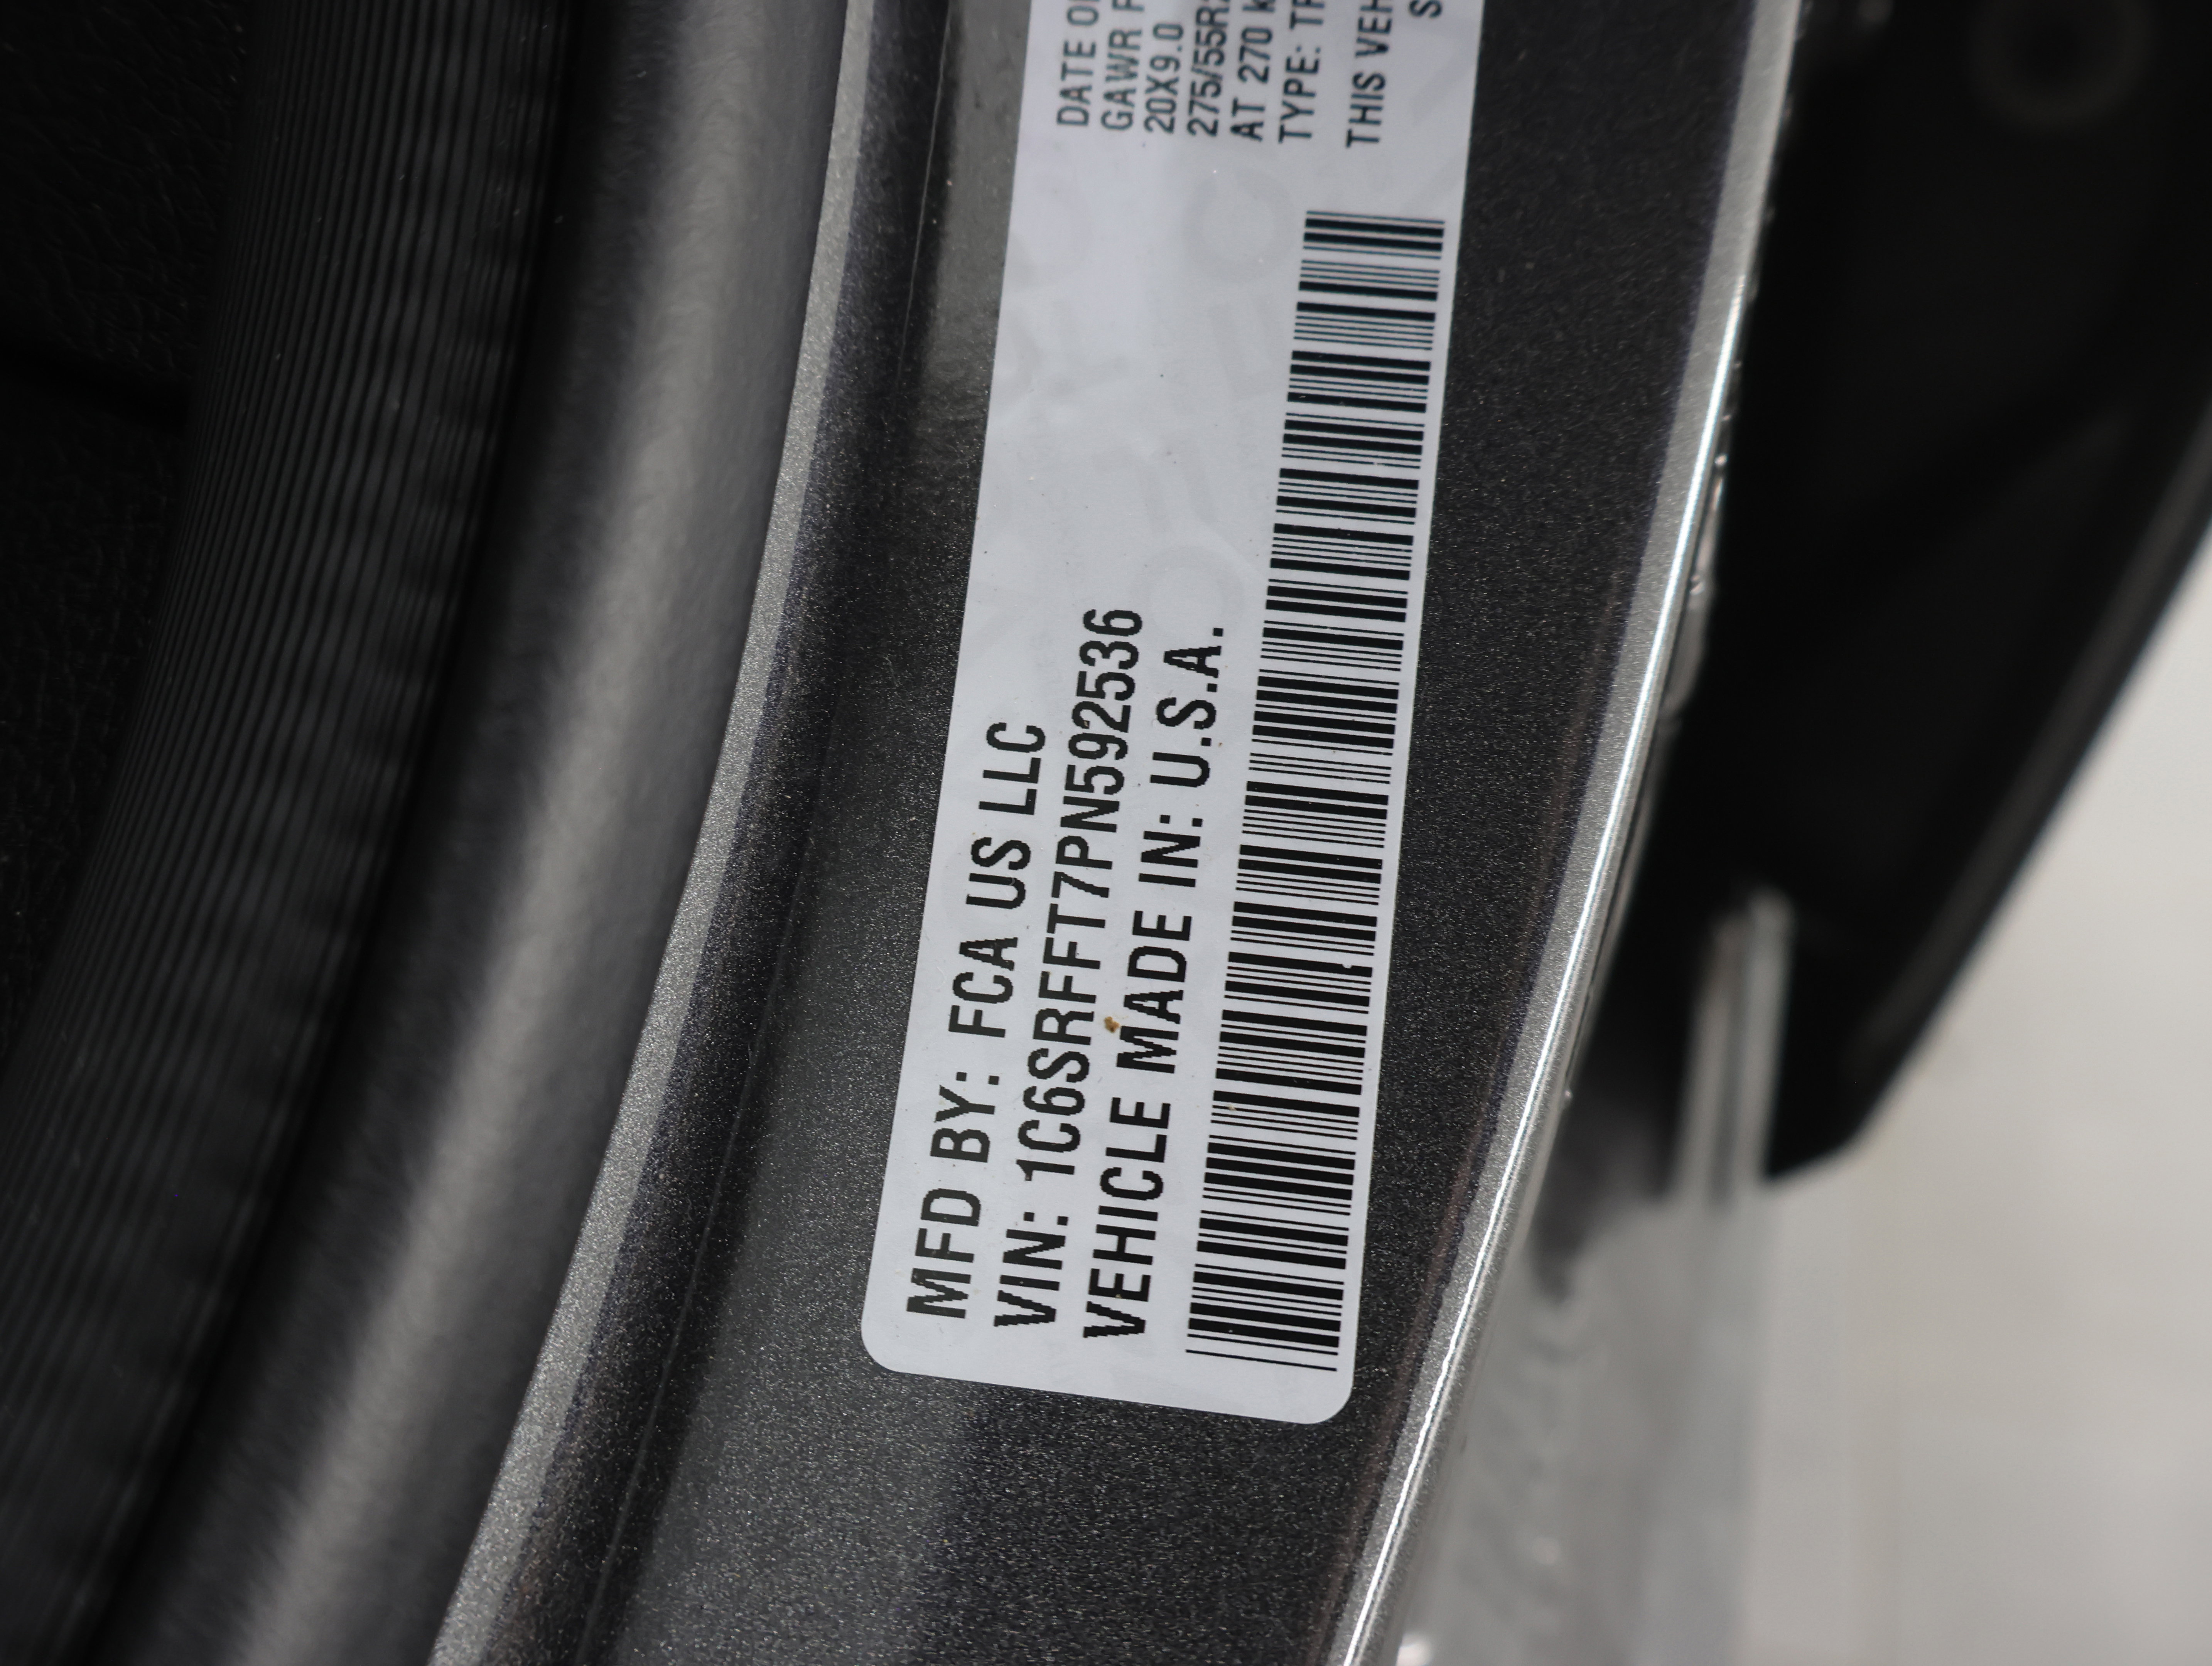 MFD BY: FCA US LLC
VIN: 1C6SRFFT7PN592536
VEHICLE MADE IN: U.S.A.
DATE
GAWR
20X9.0
275/55R
AT 270
TYPE:
THIS